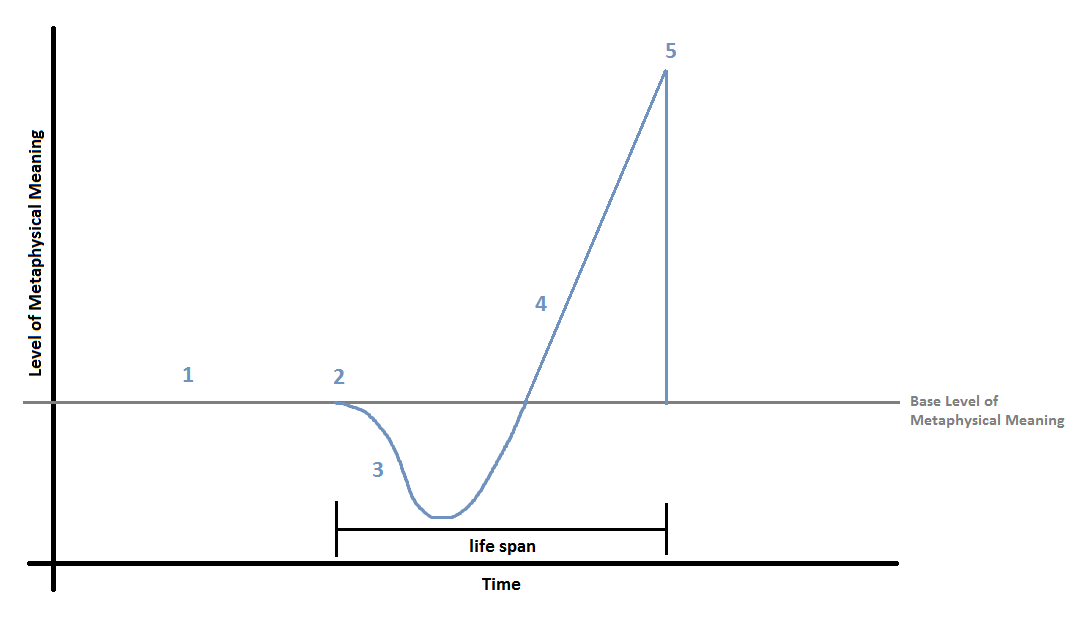 5
Level of Metaphysical Meaning
4
1
2
Base Level of
Metaphysical Meaning
3
life span
Time